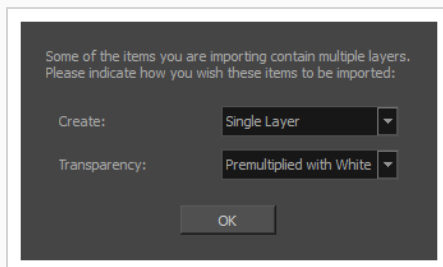 Some of the items you are importing contain multiple layers.
Please indicate how you wish these items to be imported:
Create: Single Layer
Transparency: Premultiplied with White
OK